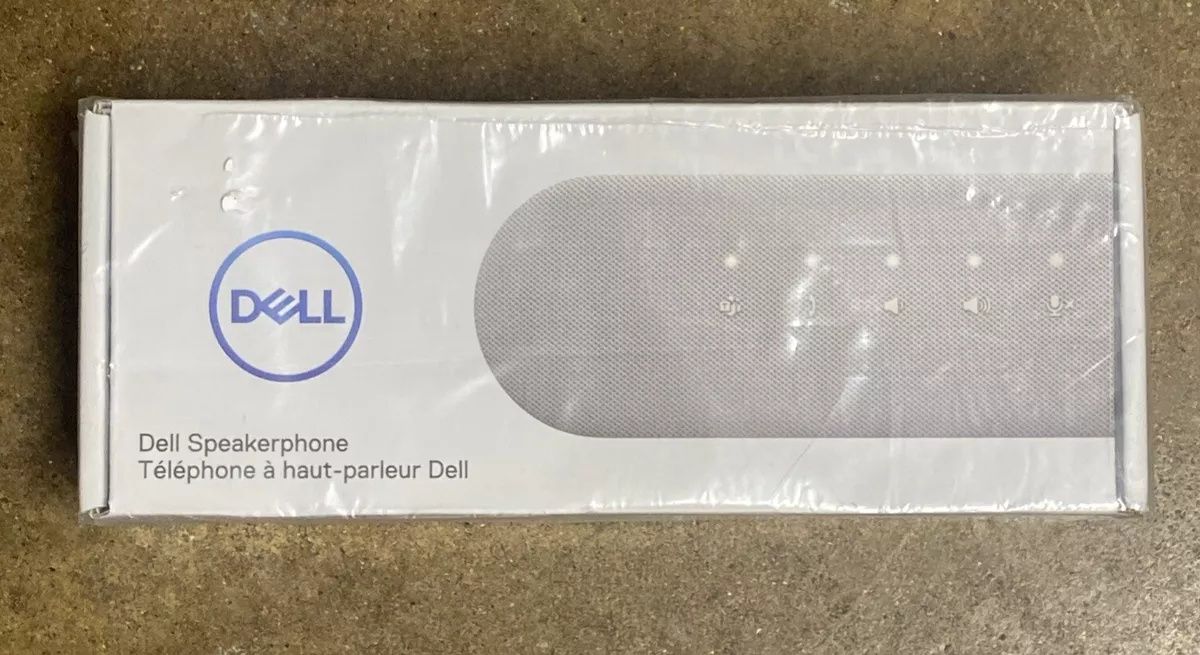 DELL
Dell Speakerphone
Téléphone à haut-parleur Dell